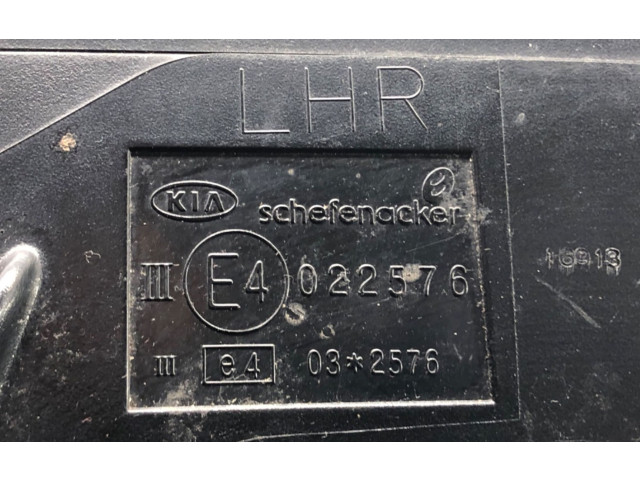 LHR
KIA schefenacker
III E4 022576
III e4 03*2576